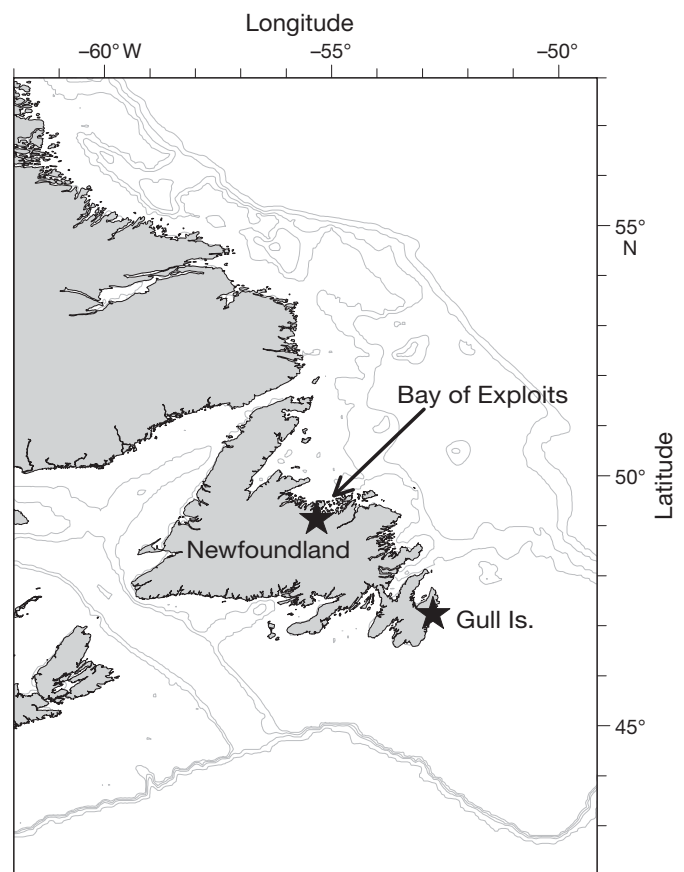 Longitude
–60° W
–55°
–50°
55°
N
Bay of Exploits
50°
Latitude
Newfoundland
Gull Is.
45°